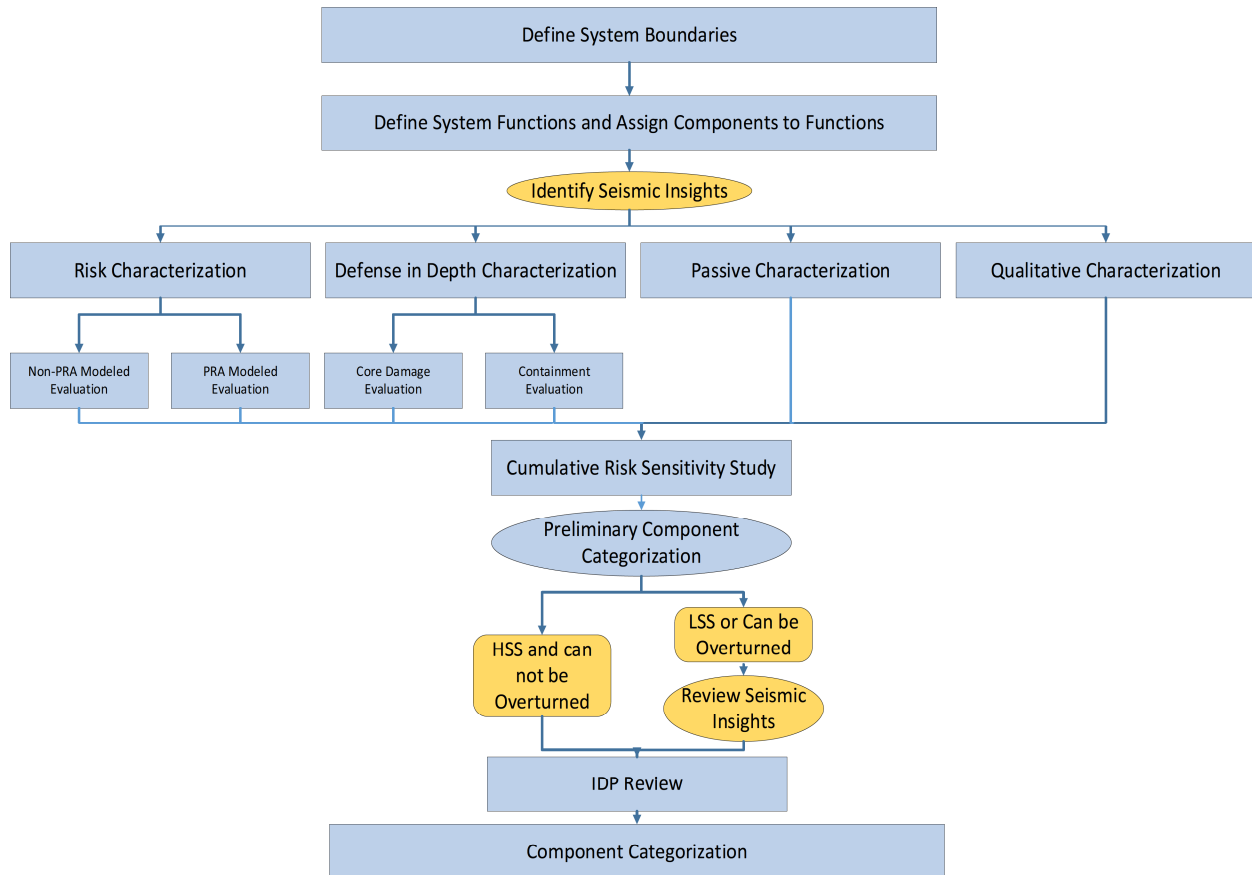 Define System Boundaries
Define System Functions and Assign Components to Functions
Identify Seismic Insights
Risk Characterization
Defense in Depth Characterization
Passive Characterization
Qualitative Characterization
Non-PRA Modeled
Evaluation
PRA Modeled
Evaluation
Core Damage
Evaluation
Containment
Evaluation
Cumulative Risk Sensitivity Study
Preliminary Component
Categorization
HSS and can
not be
Overturned
LSS or Can be
Overturned
Review Seismic
Insights
IDP Review
Component Categorization